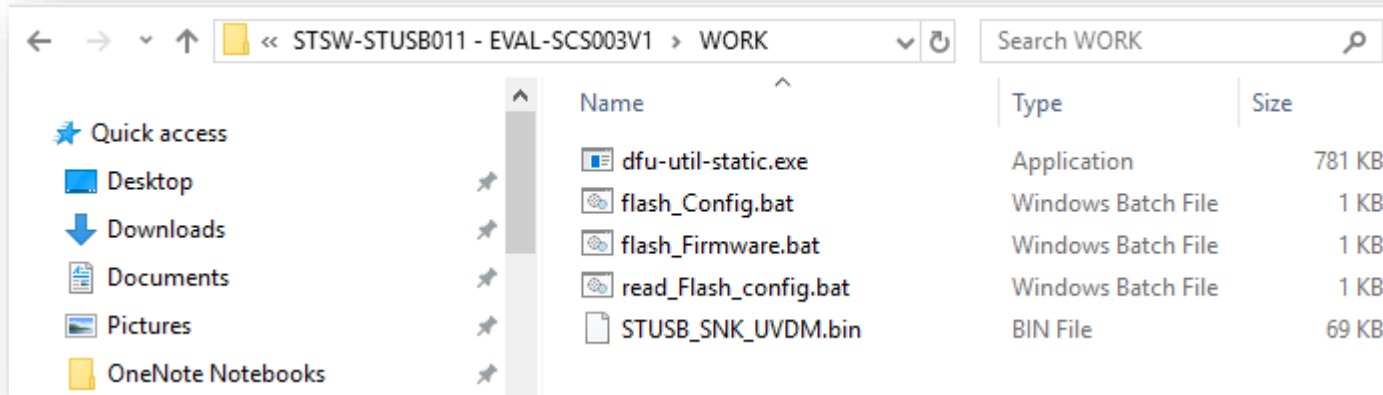 « STSW-STUSB011 - EVAL-SCS003V1 > WORK
Search WORK
Name Type Size
Quick access
Desktop
Downloads
Documents
Pictures
OneNote Notebooks
dfu-util-static.exe Application 781 KB
flash_Config.bat Windows Batch File 1 KB
flash_Firmware.bat Windows Batch File 1 KB
read_Flash_config.bat Windows Batch File 1 KB
STUSB_SNK_UVDM.bin BIN File 69 KB